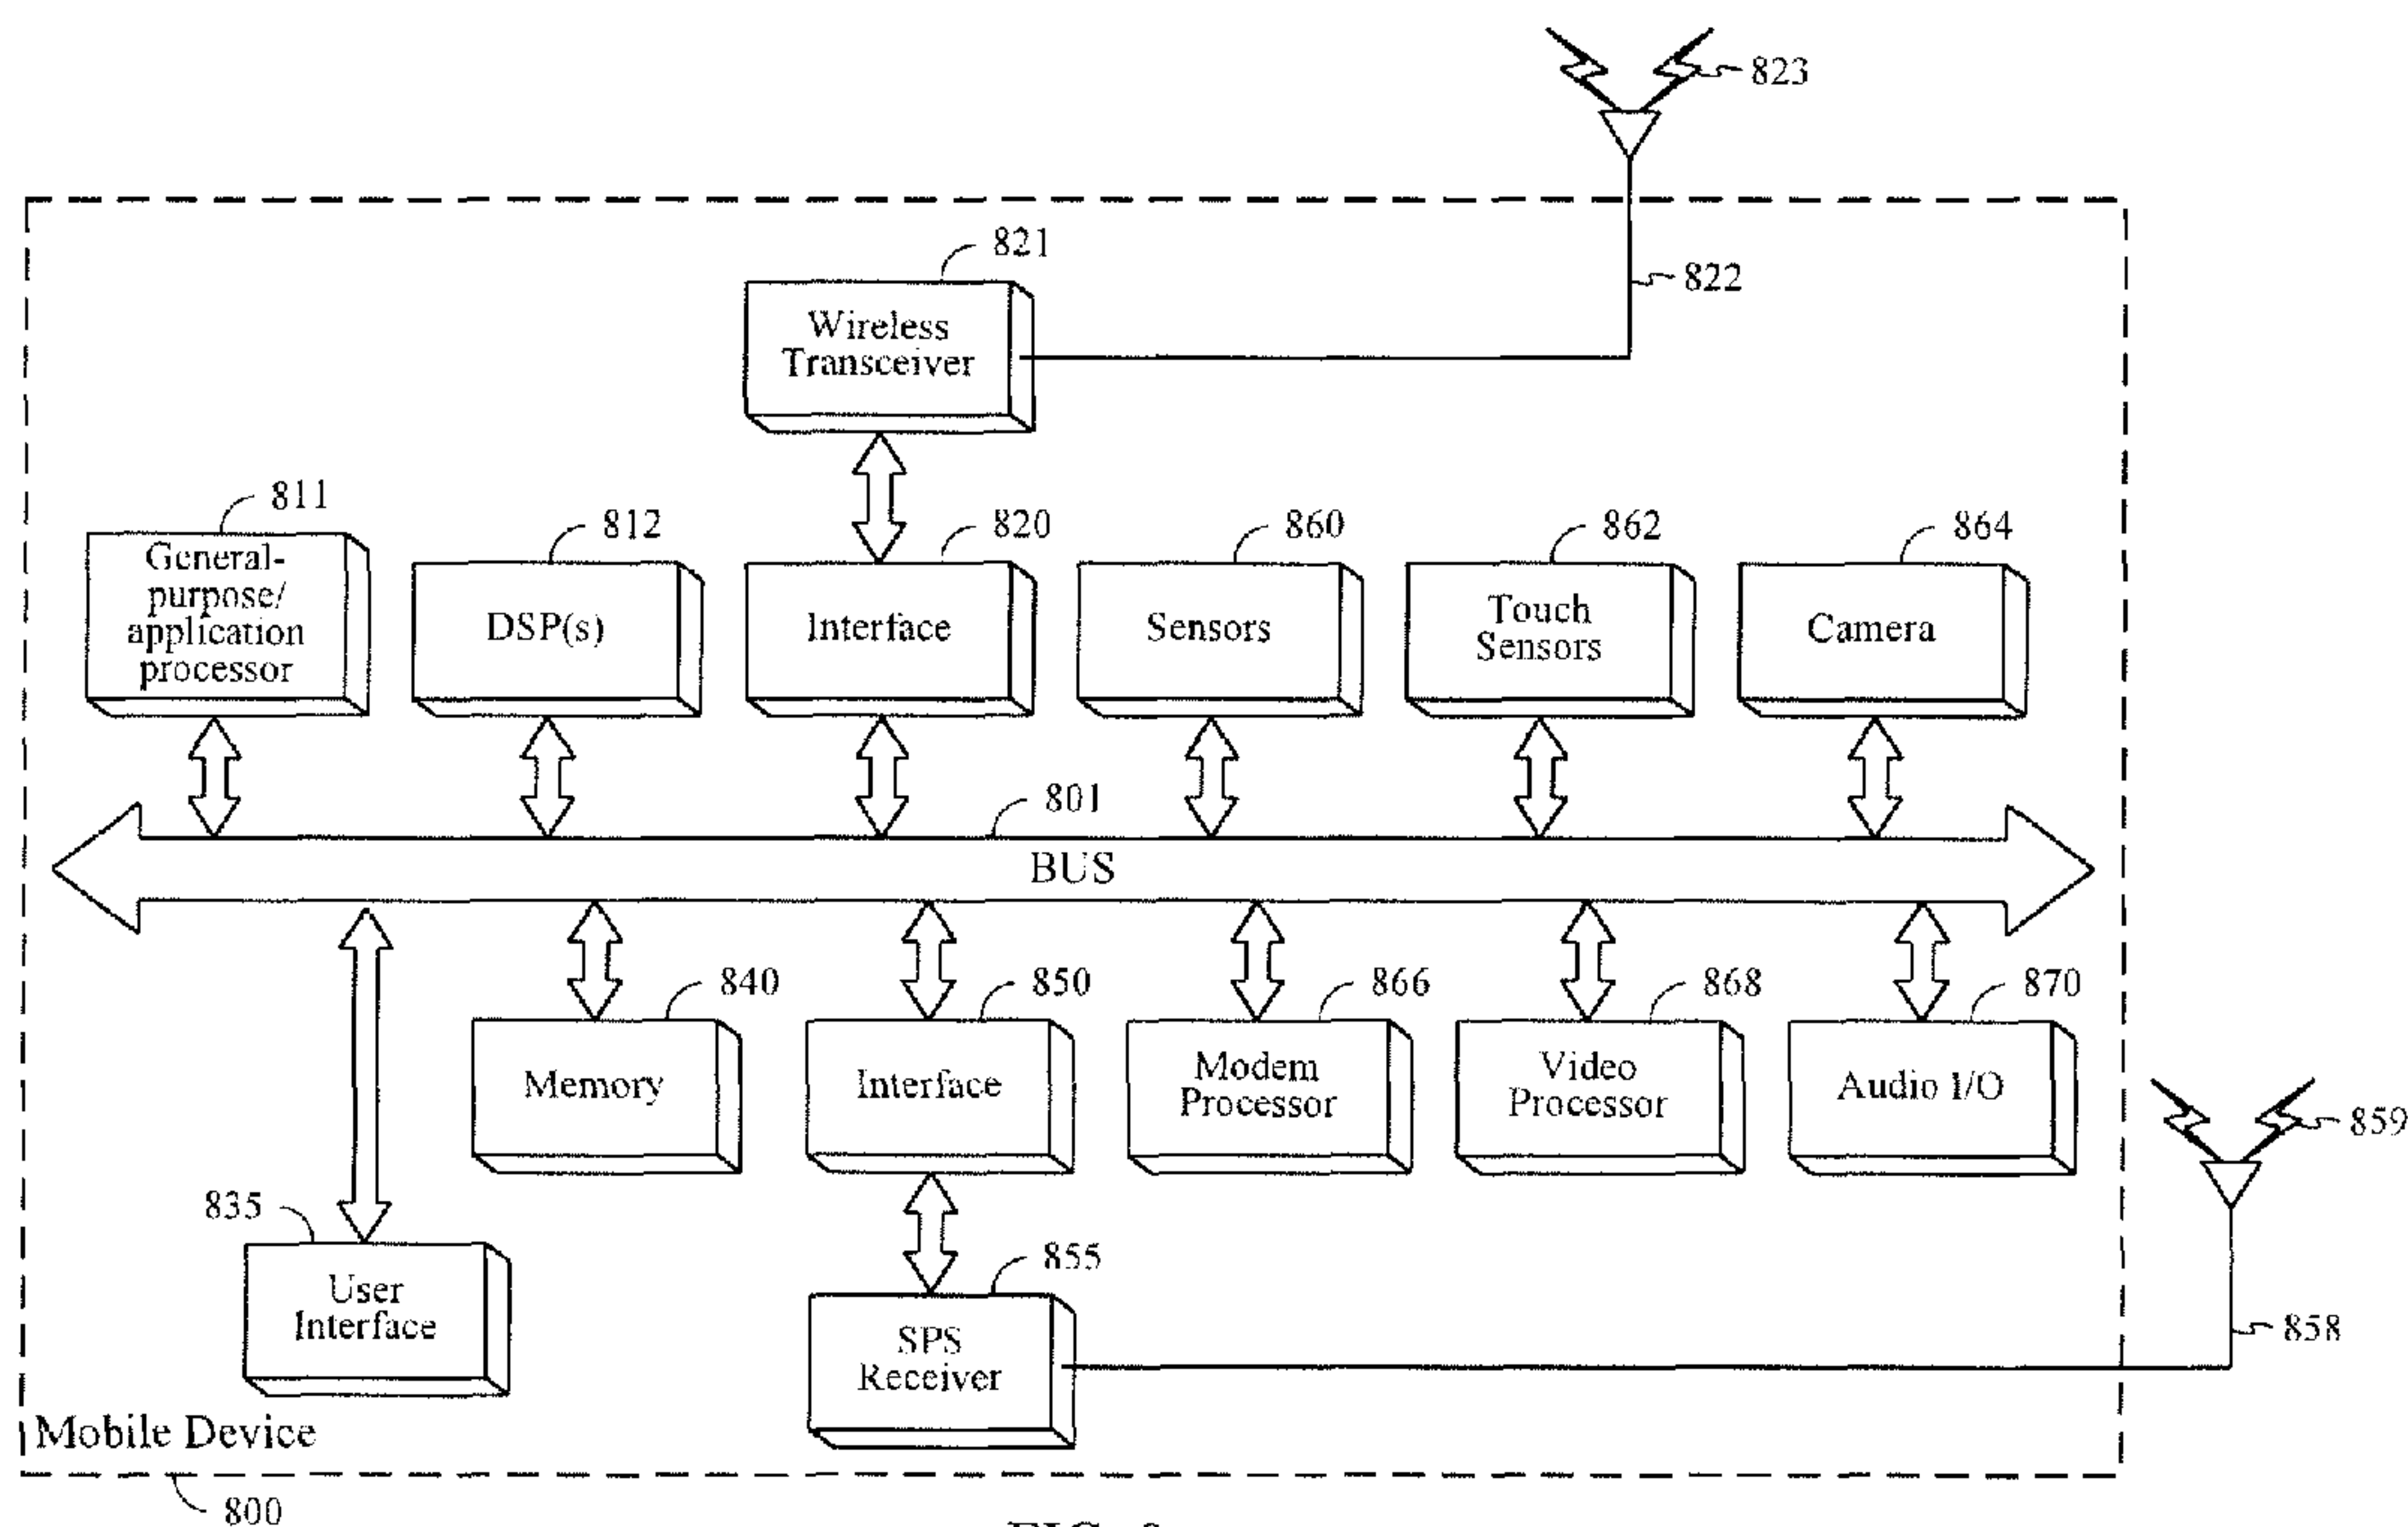 823
821
822
Wireless
Transceiver
811
812
820
860
862
864
General-
purpose/
application
processor
DSP(s)
Interface
Sensors
Touch
Sensors
Camera
801
BUS
840
850
866
868
870
Memory
Interface
Modem
Processor
Video
Processor
Audio I/O
859
835
855
User
Interface
SPS
Receiver
858
Mobile Device
800